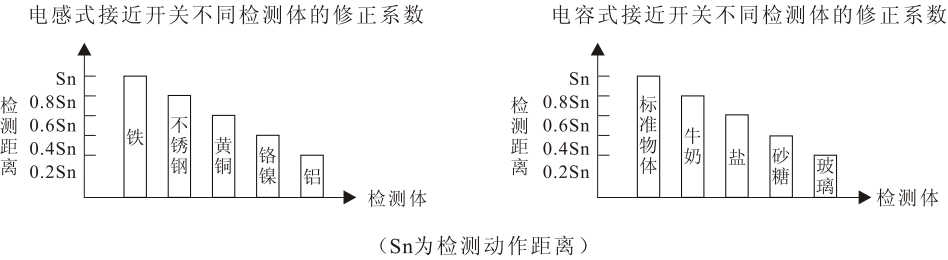 电感式接近开关不同检测体的修正系数
检测距离
Sn
0.8Sn
0.6Sn
0.4Sn
0.2Sn
铁
不锈钢
黄铜
铬镍
铝
检测体
电容式接近开关不同检测体的修正系数
检测距离
Sn
0.8Sn
0.6Sn
0.4Sn
0.2Sn
标准物体
牛奶
盐
砂糖
玻璃
检测体
（Sn为检测动作距离）